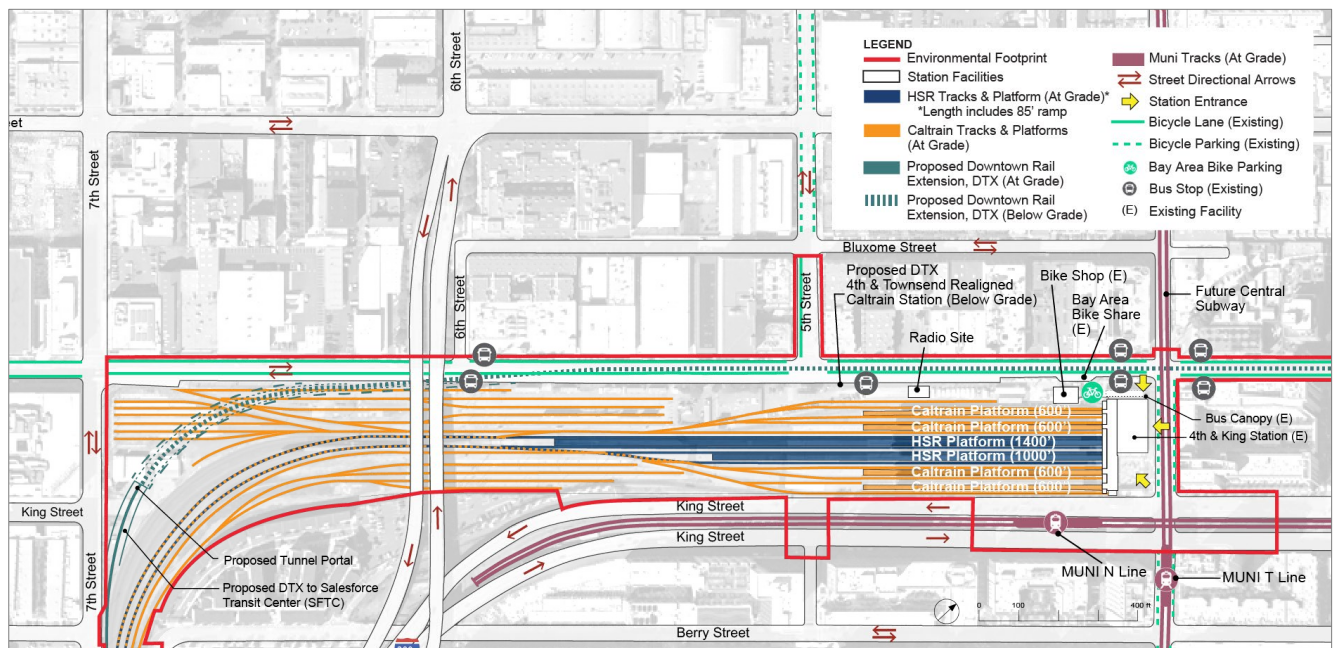 LEGEND
Environmental Footprint
Station Facilities
HSR Tracks & Platform (At Grade)*
*Length includes 85' ramp
Caltrain Tracks & Platforms
(At Grade)
Proposed Downtown Rail
Extension, DTX (At Grade)
Proposed Downtown Rail
Extension, DTX (Below Grade)
Muni Tracks (At Grade)
Street Directional Arrows
Station Entrance
Bicycle Lane (Existing)
Bicycle Parking (Existing)
Bay Area Bike Parking
Bus Stop (Existing)
(E) Existing Facility
eet
7th Street
6th Street
Bluxome Street
6th Street
5th Street
Proposed DTX
4th & Townsend Realigned
Caltrain Station (Below Grade)
Bike Shop (E)
Bay Area
Bike Share
(E)
Future Central
Subway
Radio Site
Caltrain Platform (600')
Caltrain Platform (600')
HSR Platform (1400')
HSR Platform (1000')
Caltrain Platform (600')
Caltrain Platform (600')
Bus Canopy (E)
4th & King Station (E)
King Street
King Street
King Street
7th Street
Proposed Tunnel Portal
Proposed DTX to Salesforce
Transit Center (SFTC)
MUNI N Line
MUNI T Line
0 100 400 ft
Berry Street